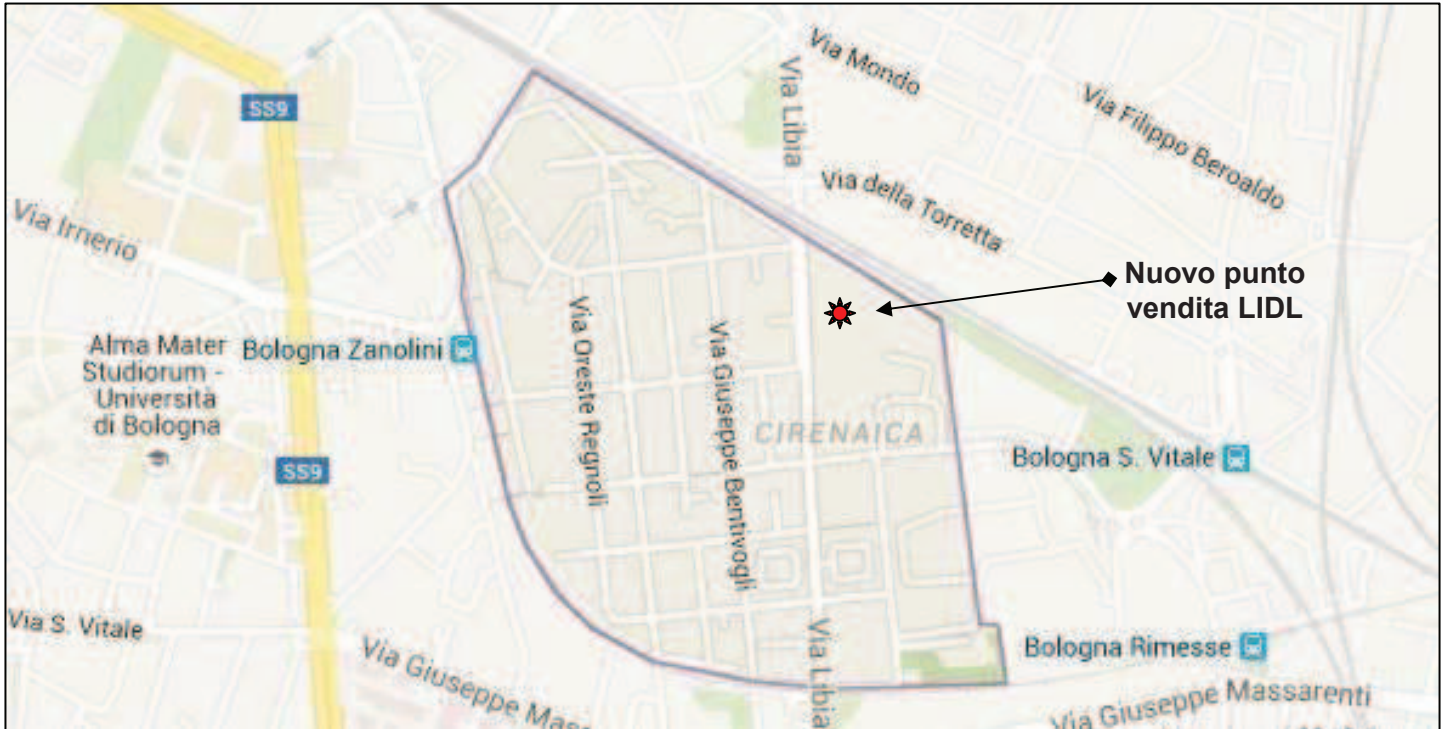 SS9
Via Mondo
Via Libia
Via Filippo Beroaldo
Via della Torretta
Via Irnerio
Nuovo punto
vendita LIDL
Alma Mater
Studiorum -
Università
di Bologna
Bologna Zanolini
Via Oreste Regnoli
Via Giuseppe Bentivogli
CIRENAICA
Bologna S. Vitale
SS9
Via S. Vitale
Via Giuseppe Mass
Via Libia
Bologna Rimesse
Via Giuseppe Massarenti